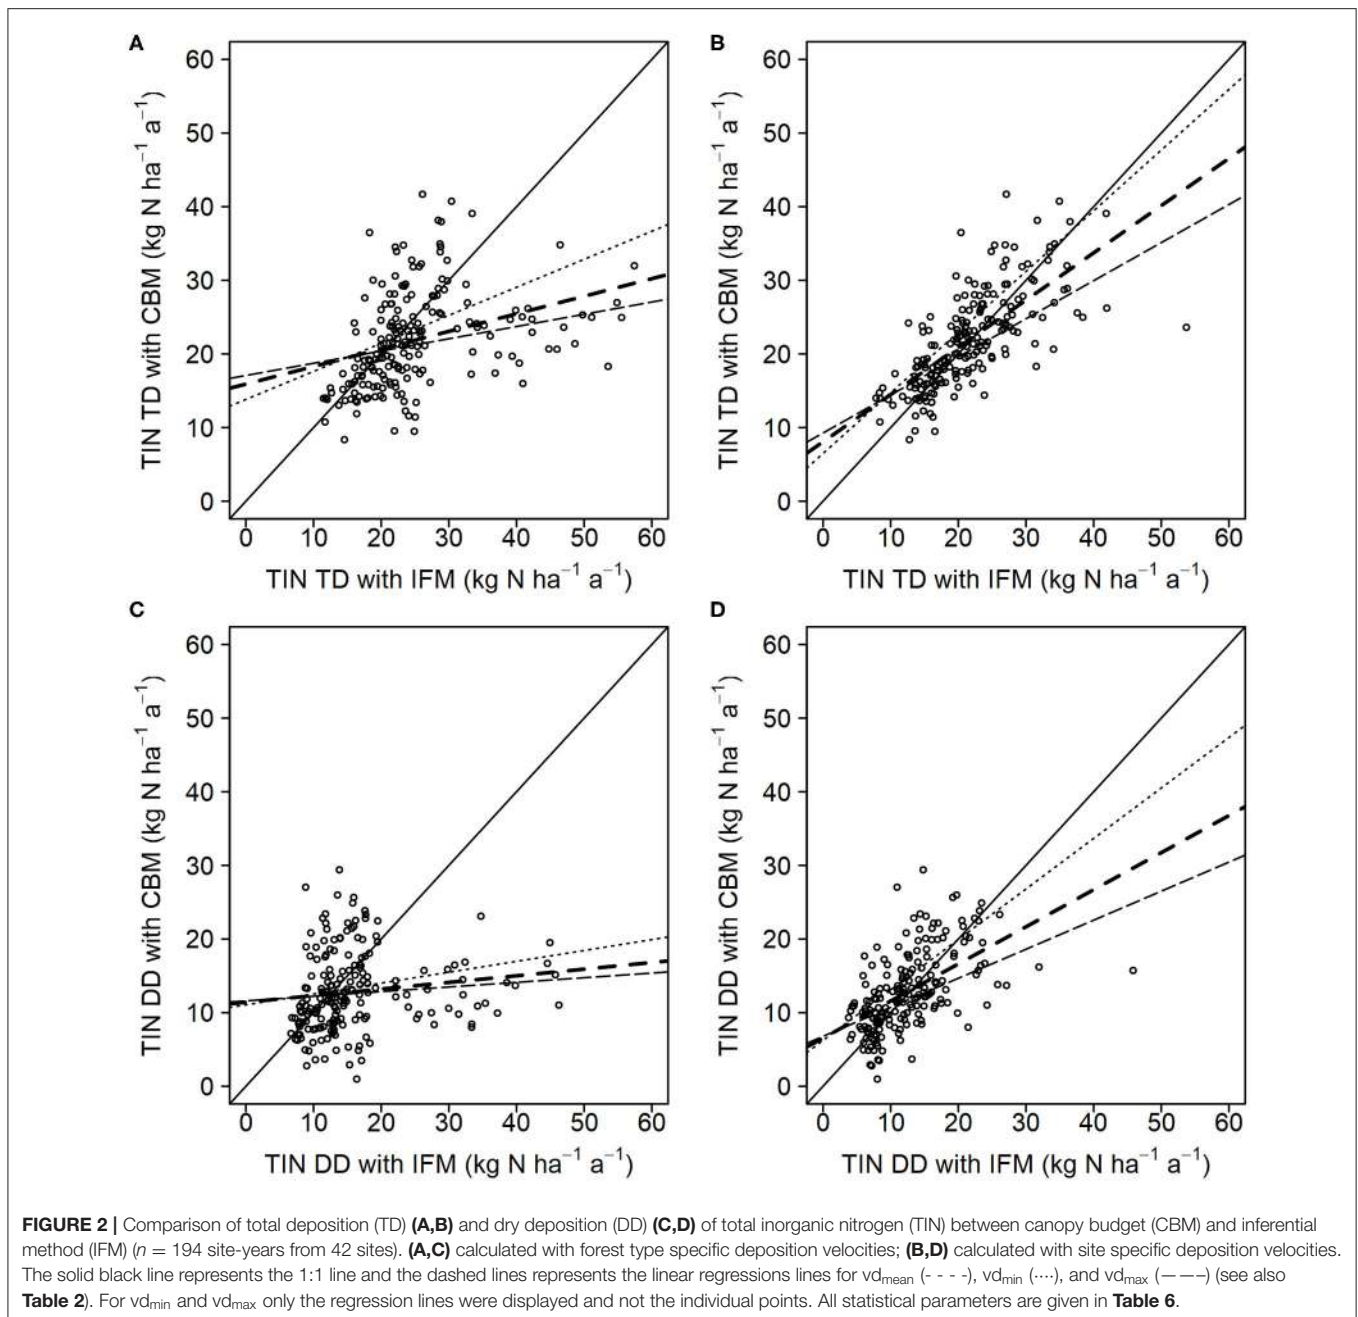 A
60
50
40
30
20
10
0
TIN TD with CBM (kg N ha⁻¹ a⁻¹)
0 10 20 30 40 50 60
TIN TD with IFM (kg N ha⁻¹ a⁻¹)
B
60
50
40
30
20
10
0
TIN TD with CBM (kg N ha⁻¹ a⁻¹)
0 10 20 30 40 50 60
TIN TD with IFM (kg N ha⁻¹ a⁻¹)
C
60
50
40
30
20
10
0
TIN DD with CBM (kg N ha⁻¹ a⁻¹)
0 10 20 30 40 50 60
TIN DD with IFM (kg N ha⁻¹ a⁻¹)
D
60
50
40
30
20
10
0
TIN DD with CBM (kg N ha⁻¹ a⁻¹)
0 10 20 30 40 50 60
TIN DD with IFM (kg N ha⁻¹ a⁻¹)
FIGURE 2 | Comparison of total deposition (TD) (A,B) and dry deposition (DD) (C,D) of total inorganic nitrogen (TIN) between canopy budget (CBM) and inferential
method (IFM) (n = 194 site-years from 42 sites). (A,C) calculated with forest type specific deposition velocities; (B,D) calculated with site specific deposition velocities.
The solid black line represents the 1:1 line and the dashed lines represents the linear regressions lines for vdmean (- - - -), vdmin (····), and vdmax (———) (see also
Table 2). For vdmin and vdmax only the regression lines were displayed and not the individual points. All statistical parameters are given in Table 6.